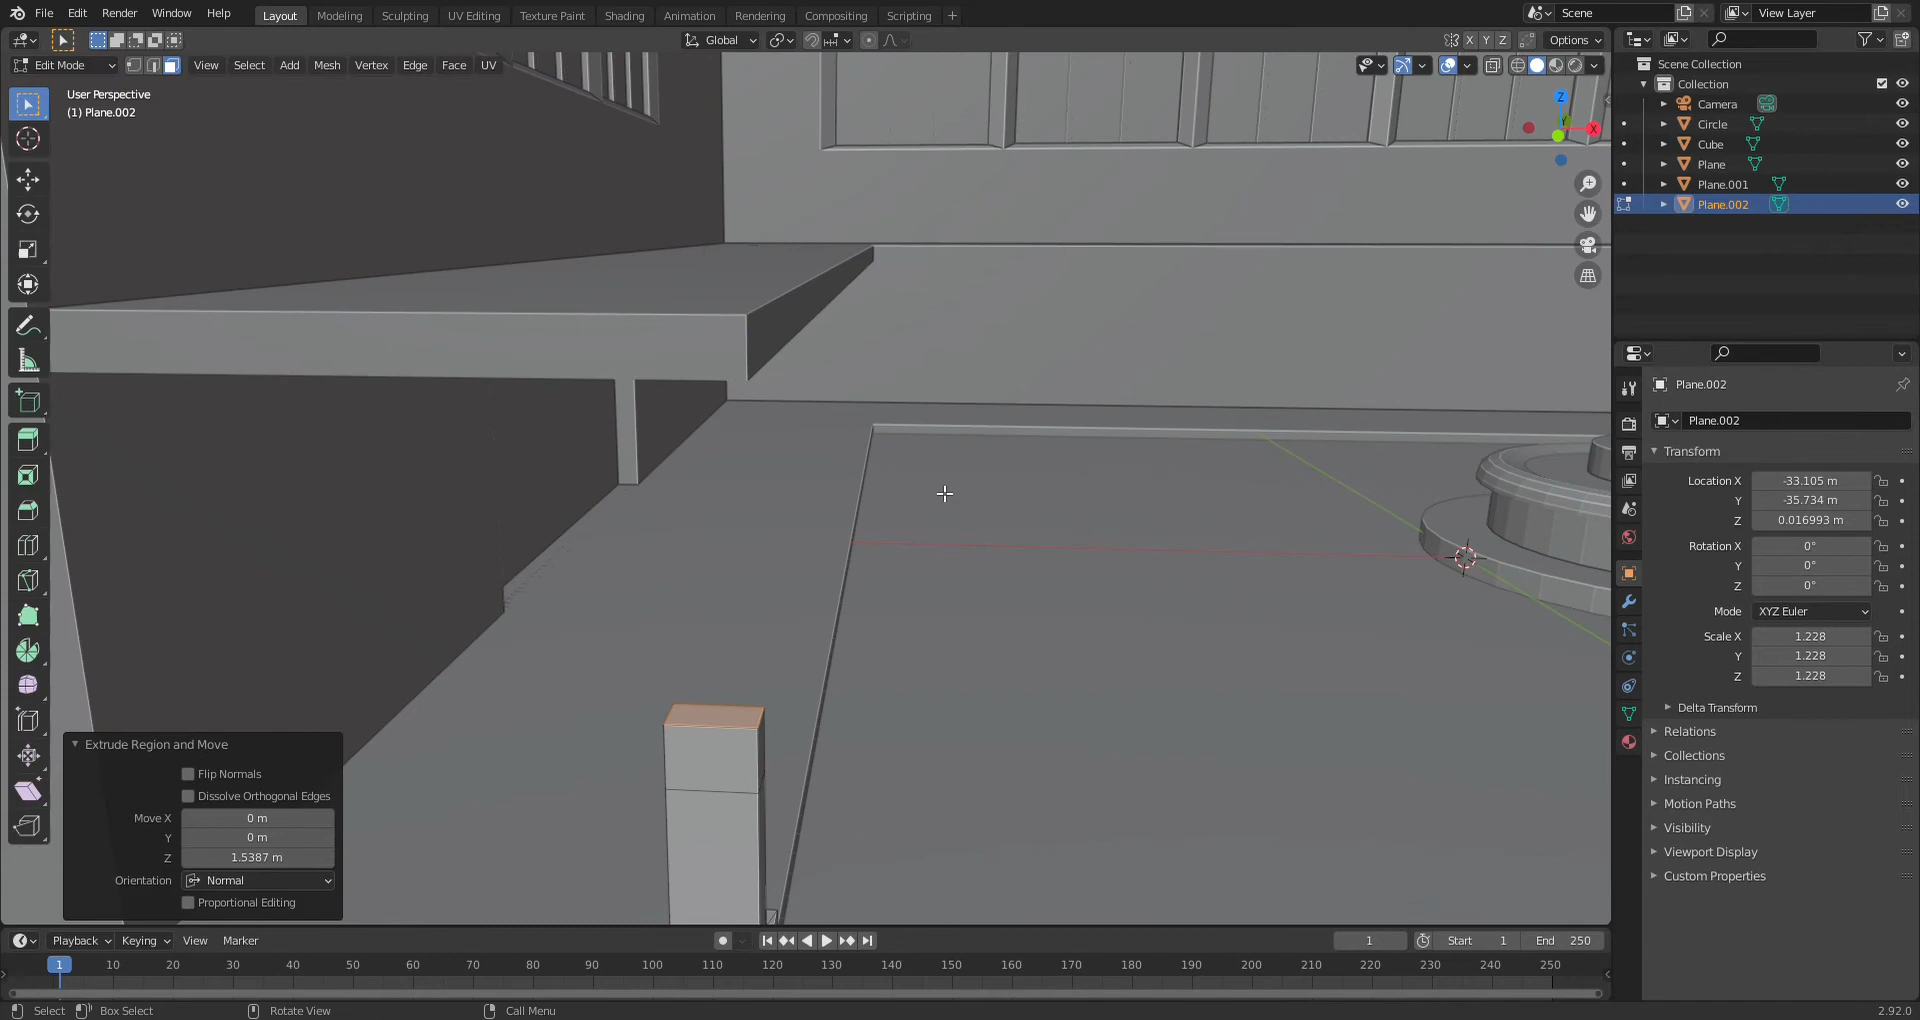 File Edit Render Window Help Layout Modeling Sculpting UV Editing Texture Paint Shading Animation Rendering Compositing Scripting + Scene View Layer
Global X Y Z Options
Edit Mode View Select Add Mesh Vertex Edge Face UV
User Perspective
(1) Plane.002
Z
Y
X
Scene Collection
Collection
Camera
Circle
Cube
Plane
Plane.001
Plane.002
Plane.002
Plane.002
Transform
Location X -33.105 m
Y -35.734 m
Z 0.016993 m
Rotation X 0°
Y 0°
Z 0°
Mode XYZ Euler
Scale X 1.228
Y 1.228
Z 1.228
Delta Transform
Relations
Collections
Instancing
Motion Paths
Visibility
Viewport Display
Custom Properties
Extrude Region and Move
Flip Normals
Dissolve Orthogonal Edges
Move X 0 m
Y 0 m
Z 1.5387 m
Orientation Normal
Proportional Editing
Playback Keying View Marker 1 Start 1 End 250
1 10 20 30 40 50 60 70 80 90 100 110 120 130 140 150 160 170 180 190 200 210 220 230 240 250
Select Box Select Rotate View Call Menu 2.92.0